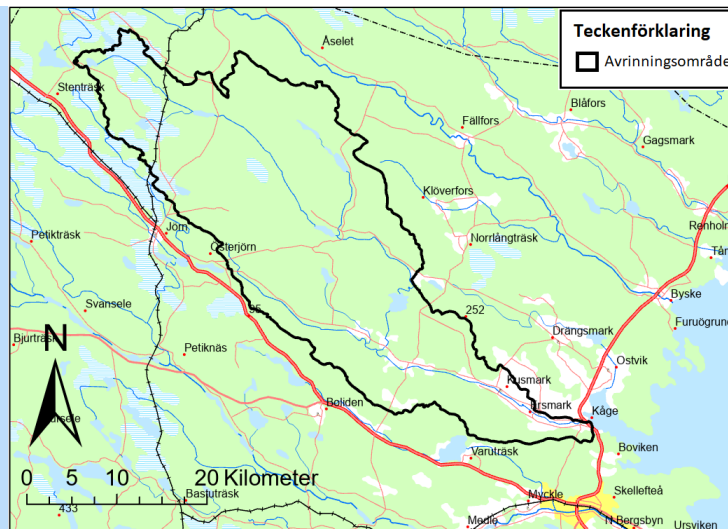 Teckenförklaring
Avrinningsområde
Åselet
Stenträsk
Blåfors
Fällfors
Gagsmark
Klöverfors
Renholm
Jörn
Petikträsk
Norrlångträsk
Österjörn
Byske
Svansele
95
252
Furuögrund
Drängsmark
Bjurträsk
N
Petiknäs
Ostvik
Kusmark
Boliden
Ersmark
Kåge
Boviken
Varuträsk
0 5 10 20 Kilometer
Bastuträsk
Myckle
Skellefteå
433
Medle
N Bergsbyn
Ursviken